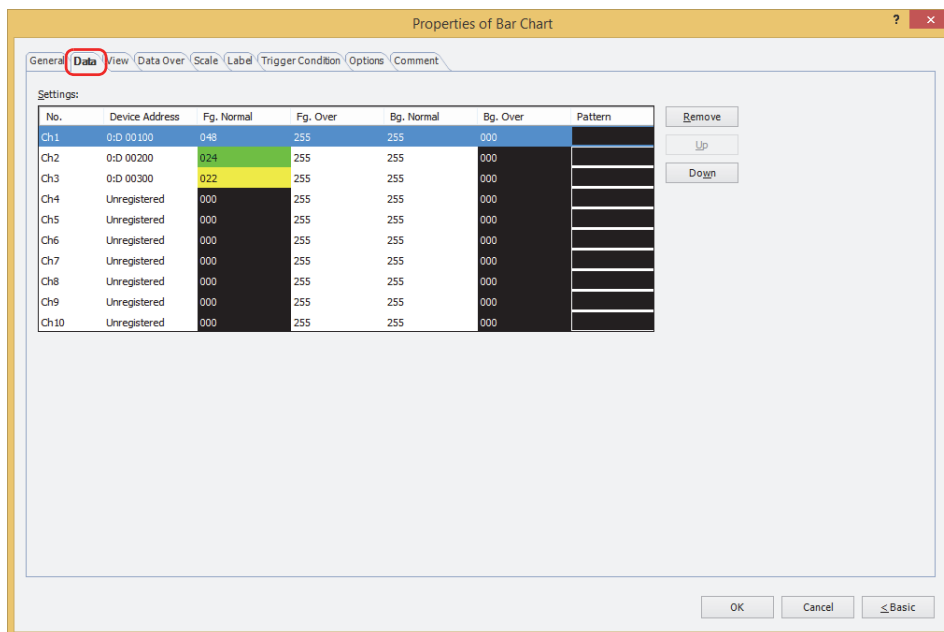 Properties of Bar Chart ? ×
General Data View Data Over Scale Label Trigger Condition Options Comment
Settings:
No. Device Address Fg. Normal Fg. Over Bg. Normal Bg. Over Pattern
Ch1 0:D 00100 048 255 255 000
Ch2 0:D 00200 024 255 255 000
Ch3 0:D 00300 022 255 255 000
Ch4 Unregistered 000 255 255 000
Ch5 Unregistered 000 255 255 000
Ch6 Unregistered 000 255 255 000
Ch7 Unregistered 000 255 255 000
Ch8 Unregistered 000 255 255 000
Ch9 Unregistered 000 255 255 000
Ch10 Unregistered 000 255 255 000
Remove
Up
Down
OK Cancel < Basic